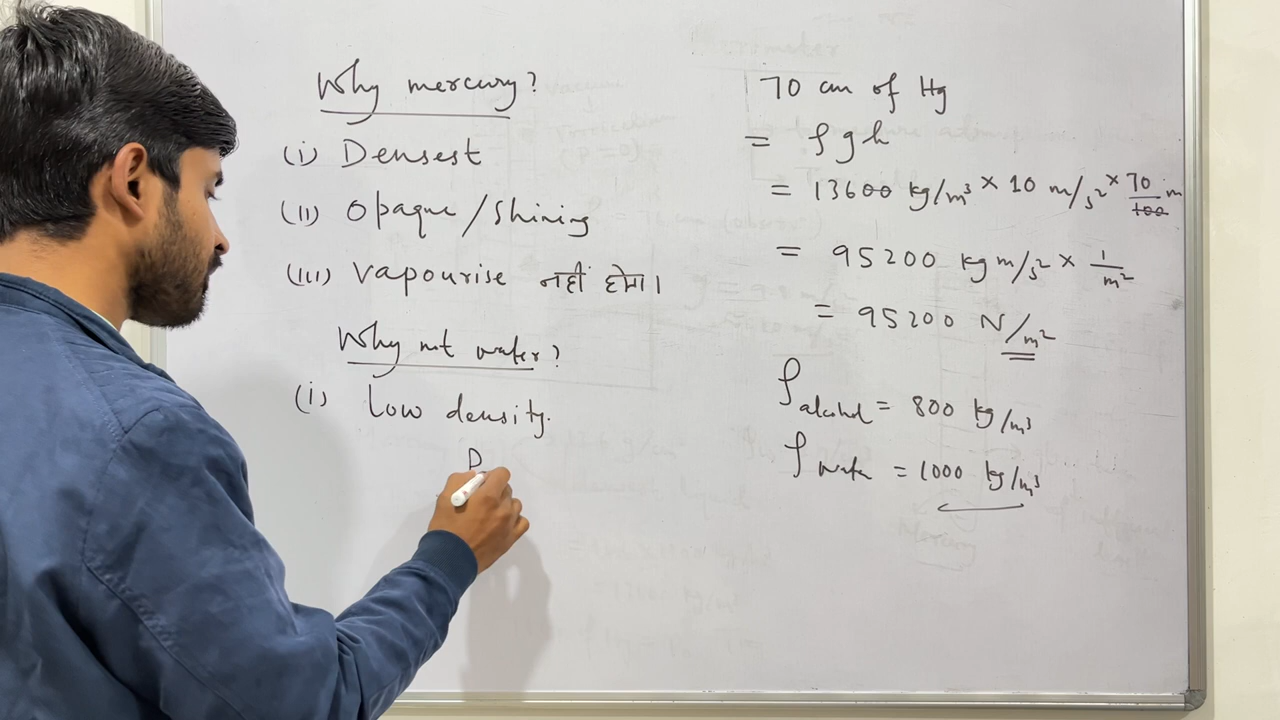 Why mercury?
(i) Densest
(ii) Opaque/Shining
(iii) Vapourise नहीं होगा।
Why not water?
(i) Low density.
P
70 cm of Hg
= ρgh
= 13600 kg/m³ × 10 m/s² × 70/100 m
= 95200 kg m/s² × 1/m²
= 95200 N/m²
ρ alcohol = 800 kg/m³
ρ water = 1000 kg/m³